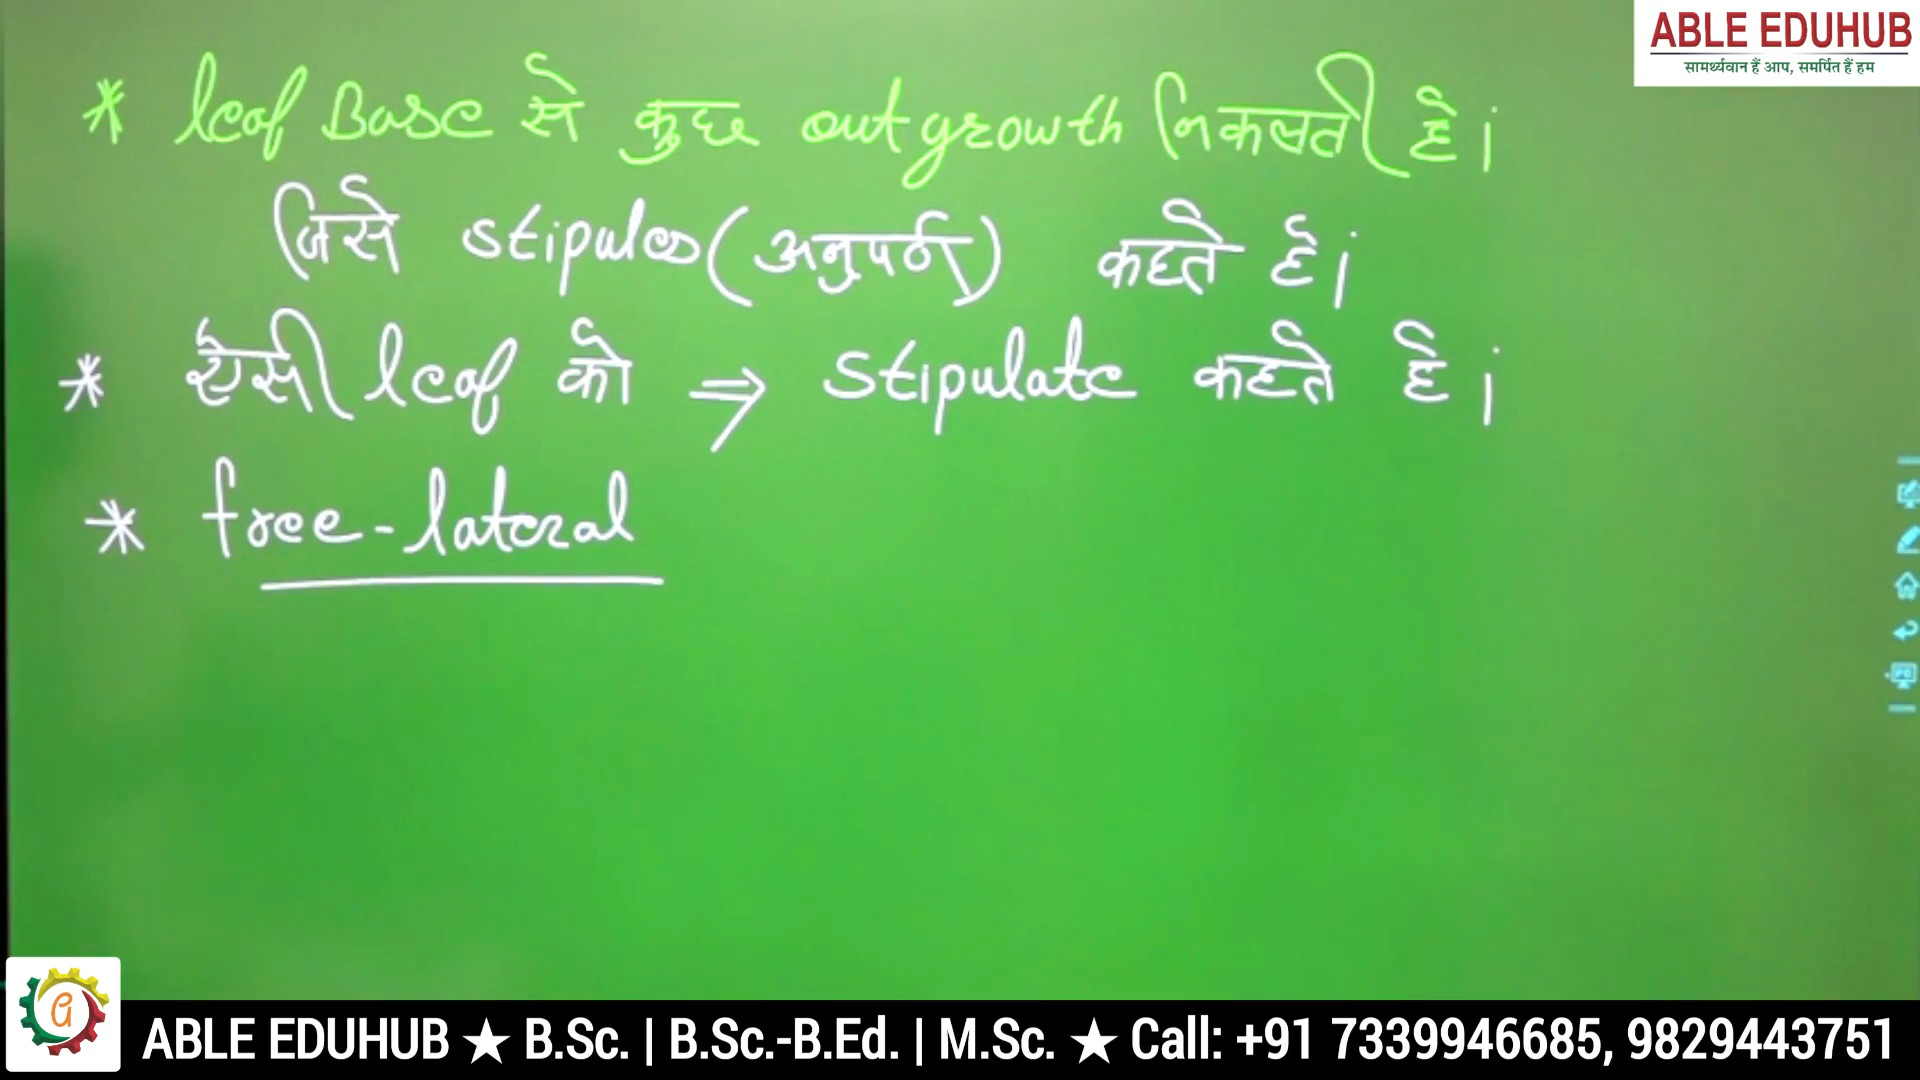 ABLE EDUHUB
सामर्थ्यवान हैं आप, समर्पित हैं हम
* leaf Base से कुछ outgrowth निकलती है।
जिसे stipules (अनुपर्ण) कहते है।
* ऐसी leaf को ⇒ Stipulate कहते है।
* free-lateral
ABLE EDUHUB ★ B.Sc. | B.Sc.-B.Ed. | M.Sc. ★ Call: +91 7339946685, 9829443751